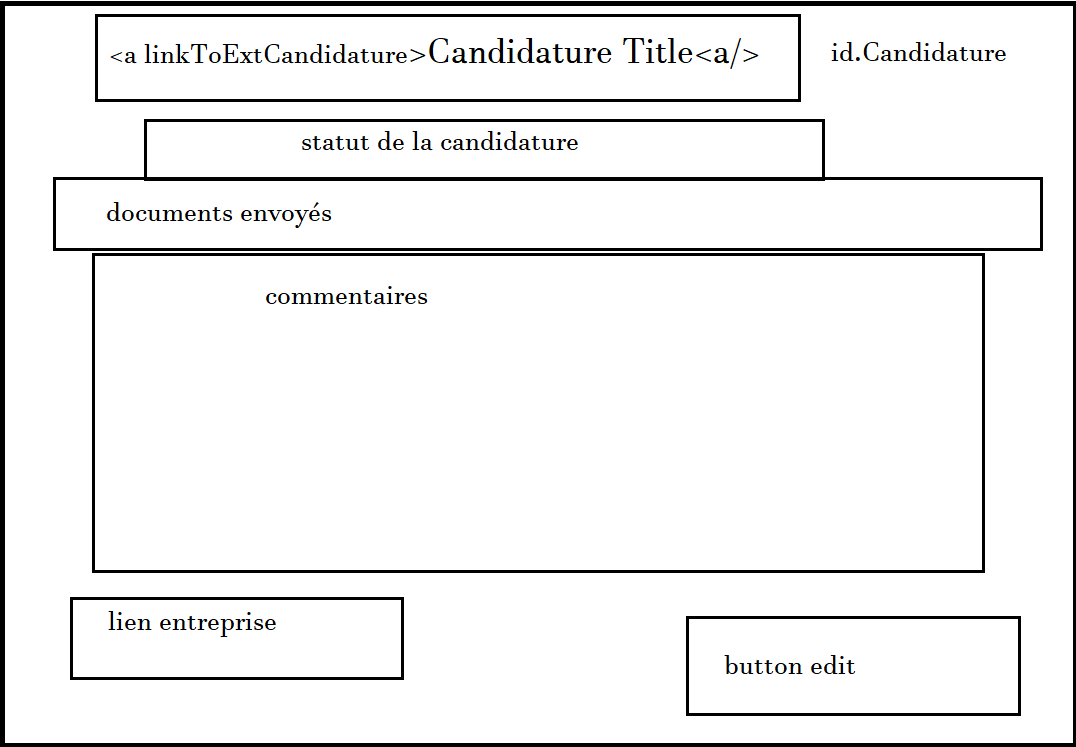 <a linkToExtCandidature>Candidature Title<a/> id.Candidature
statut de la candidature
documents envoyés
commentaires
lien entreprise
button edit